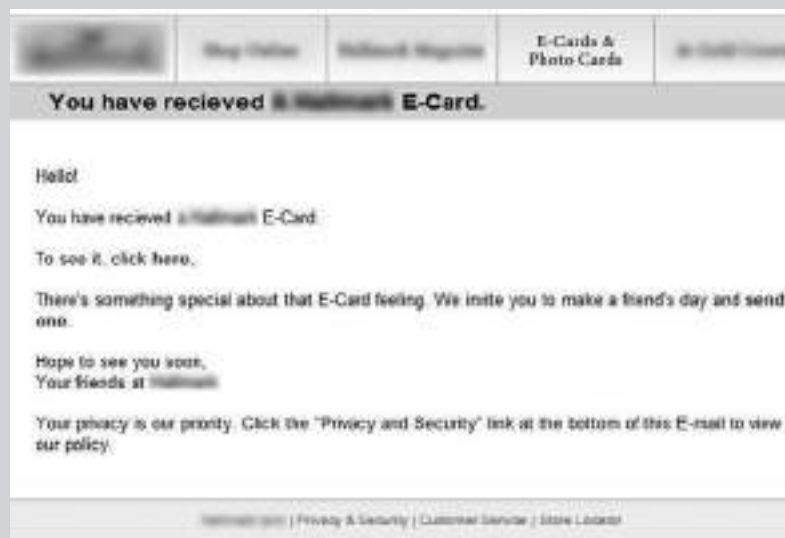 E-Cards &
Photo Cards
You have recieved E-Card.
Hello!
You have recieved E-Card.
To see it, click here.
There's something special about that E-Card feeling. We invite you to make a friend's day and send
one.
Hope to see you soon,
Your friends at
Your privacy is our priority. Click the "Privacy and Security" link at the bottom of this E-mail to view
our policy.
| Privacy & Security | Customer Service | Store Locator